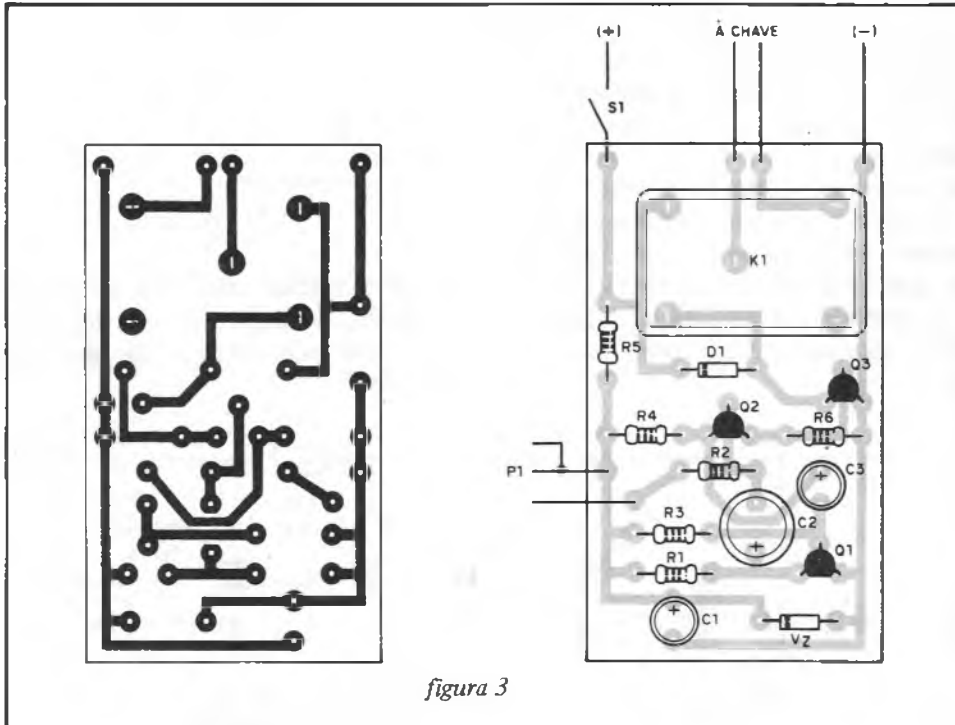 (+) À CHAVE (-)
S1
K1
R5
D1
Q3
Q2
R4
R6
R2
P1
C3
R3
C2
Q1
R1
C1
VZ
figura 3